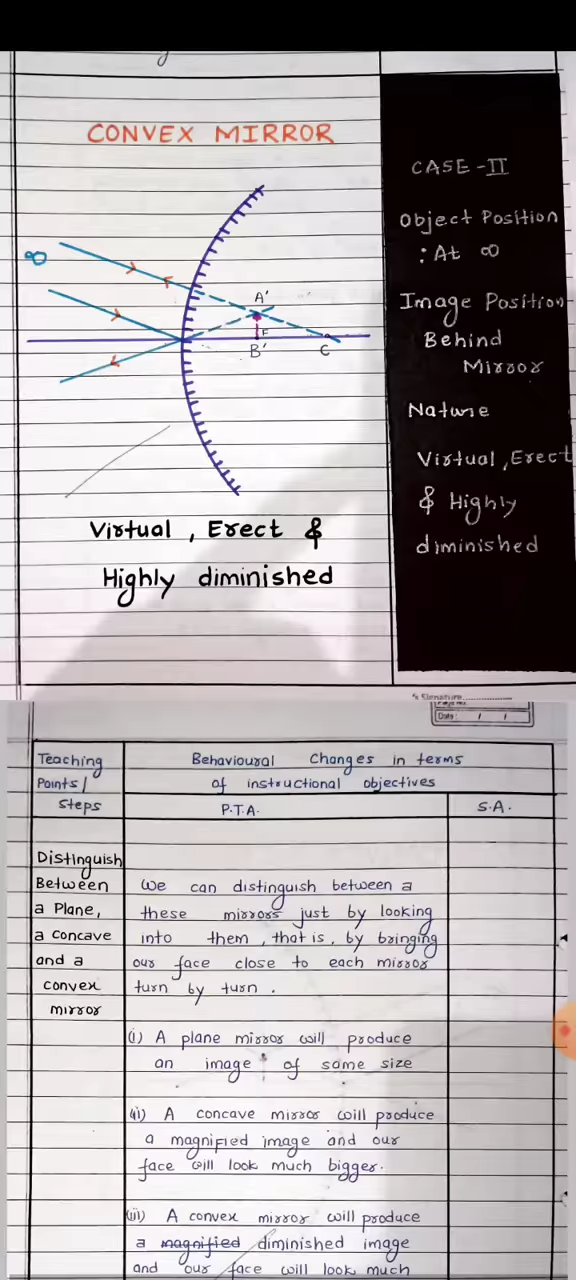 CONVEX MIRROR
∞
A'
F
B'
C
Virtual, Erect &
Highly diminished
CASE-II
Object Position
: At ∞
Image Position
Behind
Mirror
Nature
Virtual, Erect
& Highly
diminished
Signature
Page No.
Date: / /
Teaching
Points/
Steps
Behavioural Changes in terms
of instructional objectives
P.T.A.
S.A.
Distinguish
Between
a Plane,
a Concave
and a
convex
mirror
We can distinguish between a
these mirrors just by looking
into them, that is, by bringing
our face close to each mirror
turn by turn.
(i) A plane mirror will produce
an image of same size
(ii) A concave mirror will produce
a magnified image and our
face will look much bigger.
(iii) A convex mirror will produce
a magnified diminished image
and our face will look much